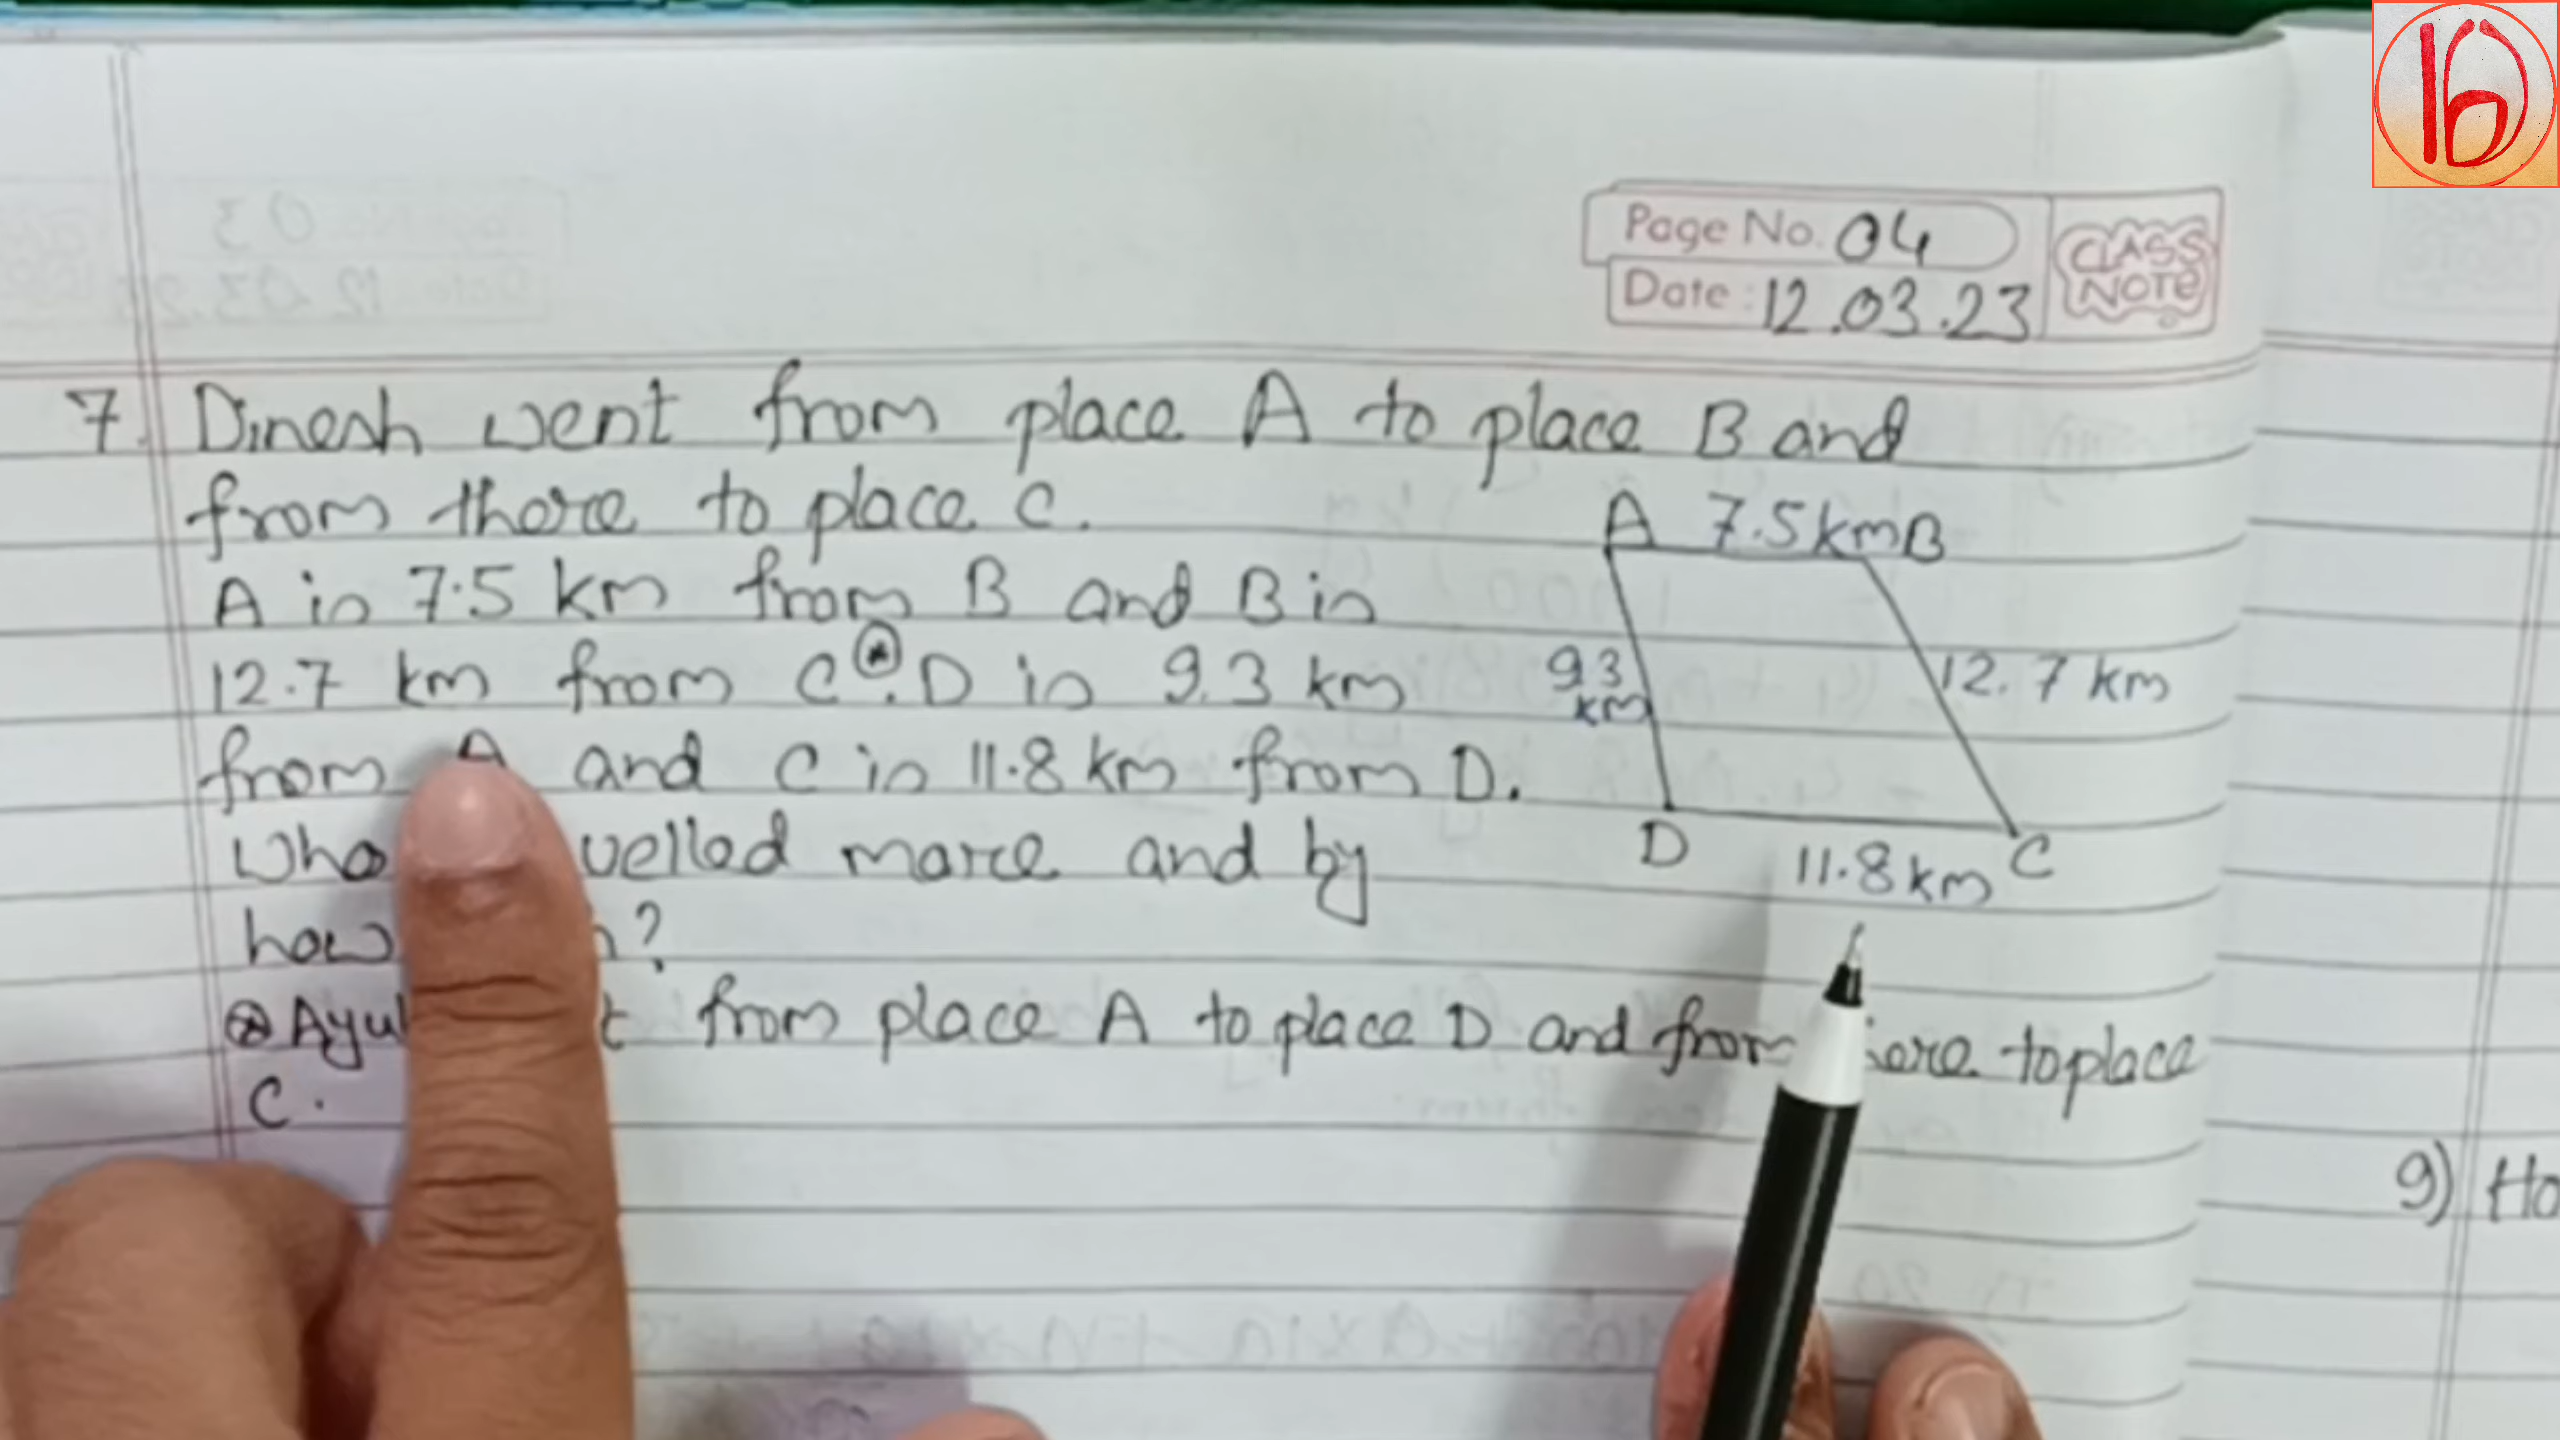 Page No. 04
Date: 12.03.23
CLASS NOTE
7. Dinesh went from place A to place B and
from there to place C.
A is 7.5 km from B and B is
12.7 km from C. D is 9.3 km
from A and C is 11.8 km from D.
Who velled more and by
how ?
from place A to place D and from to place
C.
A 7.5 km B
9.3
km
12.7 km
D 11.8 km C
9) Ho